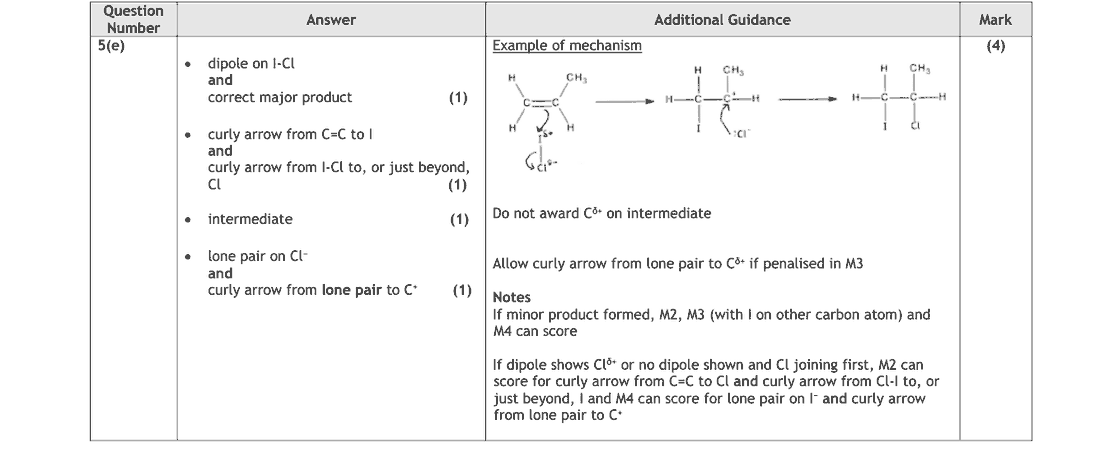 Question Number
Answer
Additional Guidance
Mark
5(e)
• dipole on I-Cl
and
correct major product (1)
• curly arrow from C=C to I
and
curly arrow from I-Cl to, or just beyond,
Cl (1)
• intermediate (1)
• lone pair on Cl⁻
and
curly arrow from lone pair to C⁺ (1)
Example of mechanism
H CH₃ H CH₃ H CH₃
C C H C C⁺ H H C C H
H H I :Cl⁻ I Cl
I δ+
Cl δ-
Do not award Cᵟ⁺ on intermediate
Allow curly arrow from lone pair to Cᵟ⁺ if penalised in M3
Notes
If minor product formed, M2, M3 (with I on other carbon atom) and
M4 can score
If dipole shows Clᵟ⁺ or no dipole shown and Cl joining first, M2 can
score for curly arrow from C=C to Cl and curly arrow from Cl-I to, or
just beyond, I and M4 can score for lone pair on I⁻ and curly arrow
from lone pair to C⁺
(4)